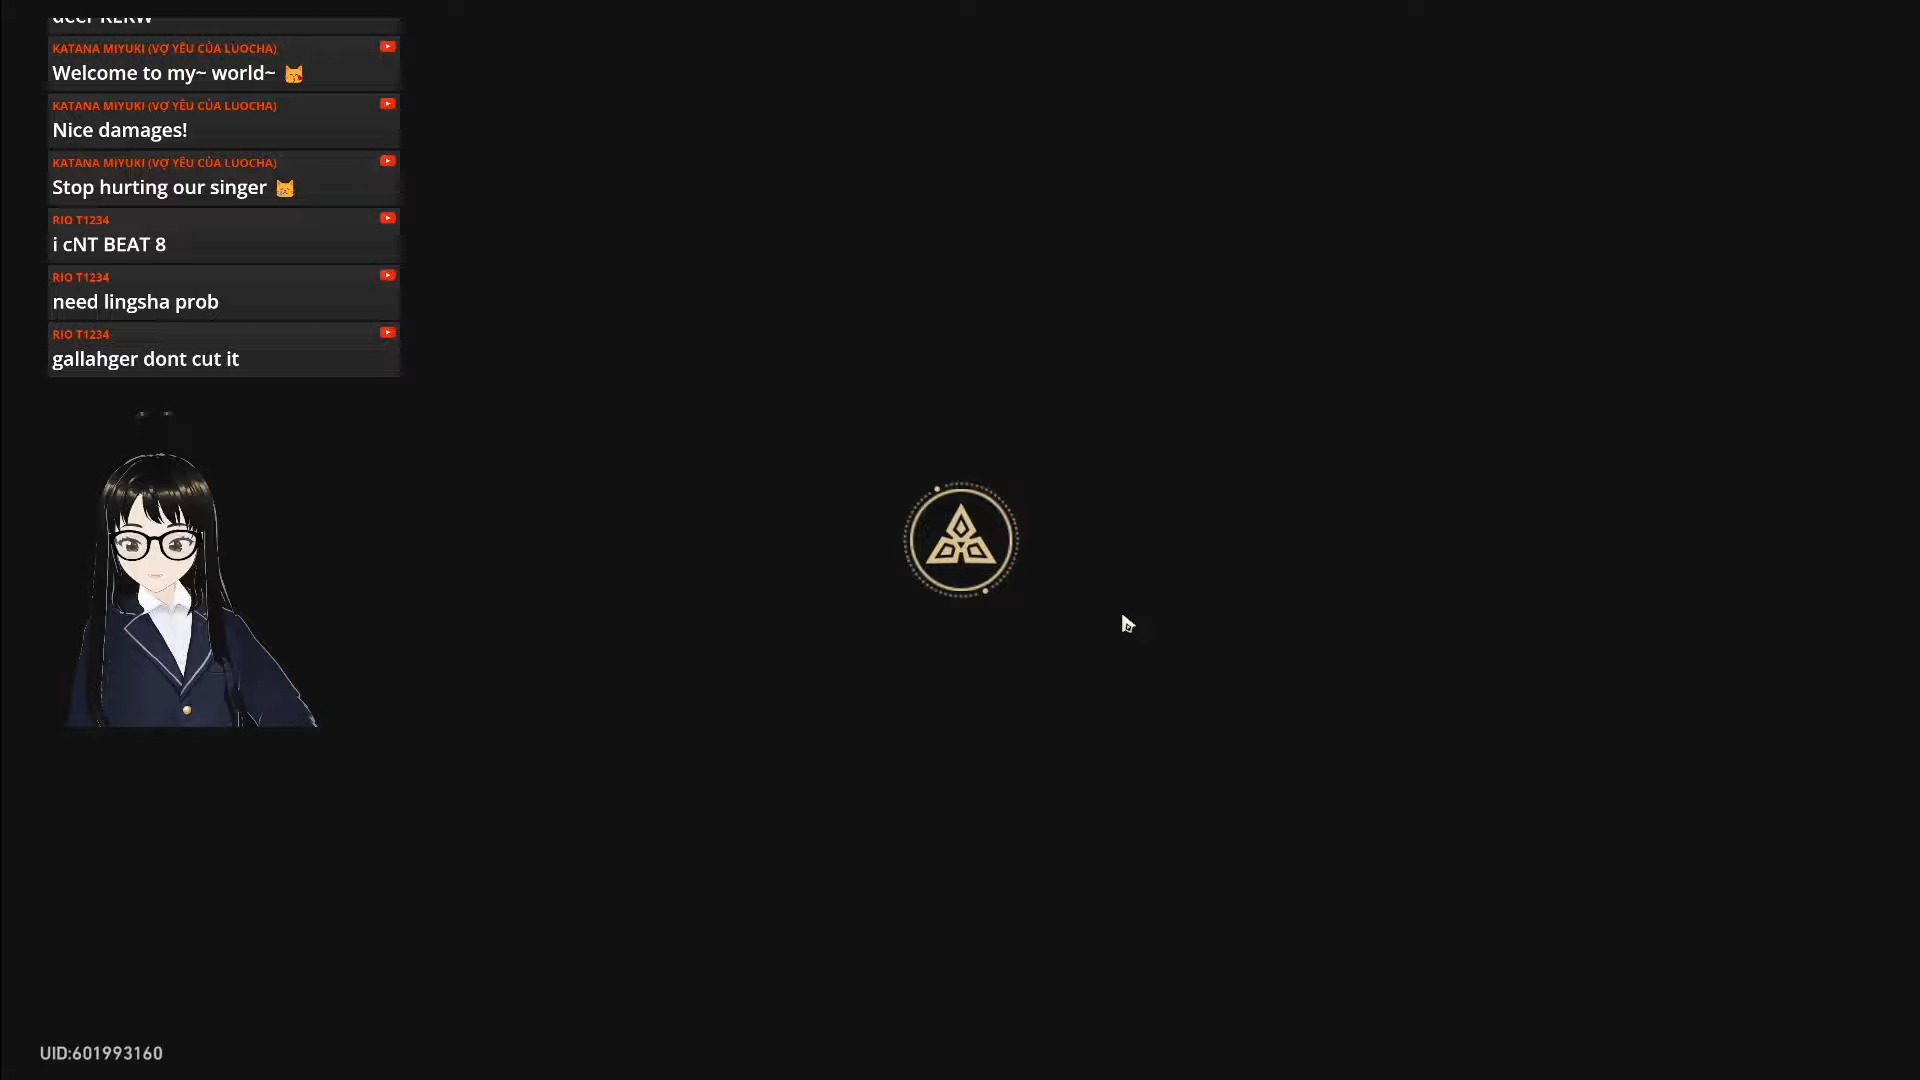 KATANA MIYUKI (VỢ YÊU CỦA LUOCHA)
Welcome to my~ world~
KATANA MIYUKI (VỢ YÊU CỦA LUOCHA)
Nice damages!
KATANA MIYUKI (VỢ YÊU CỦA LUOCHA)
Stop hurting our singer
RIO T1234
i cNT BEAT 8
RIO T1234
need lingsha prob
RIO T1234
gallahger dont cut it
UID:601993160